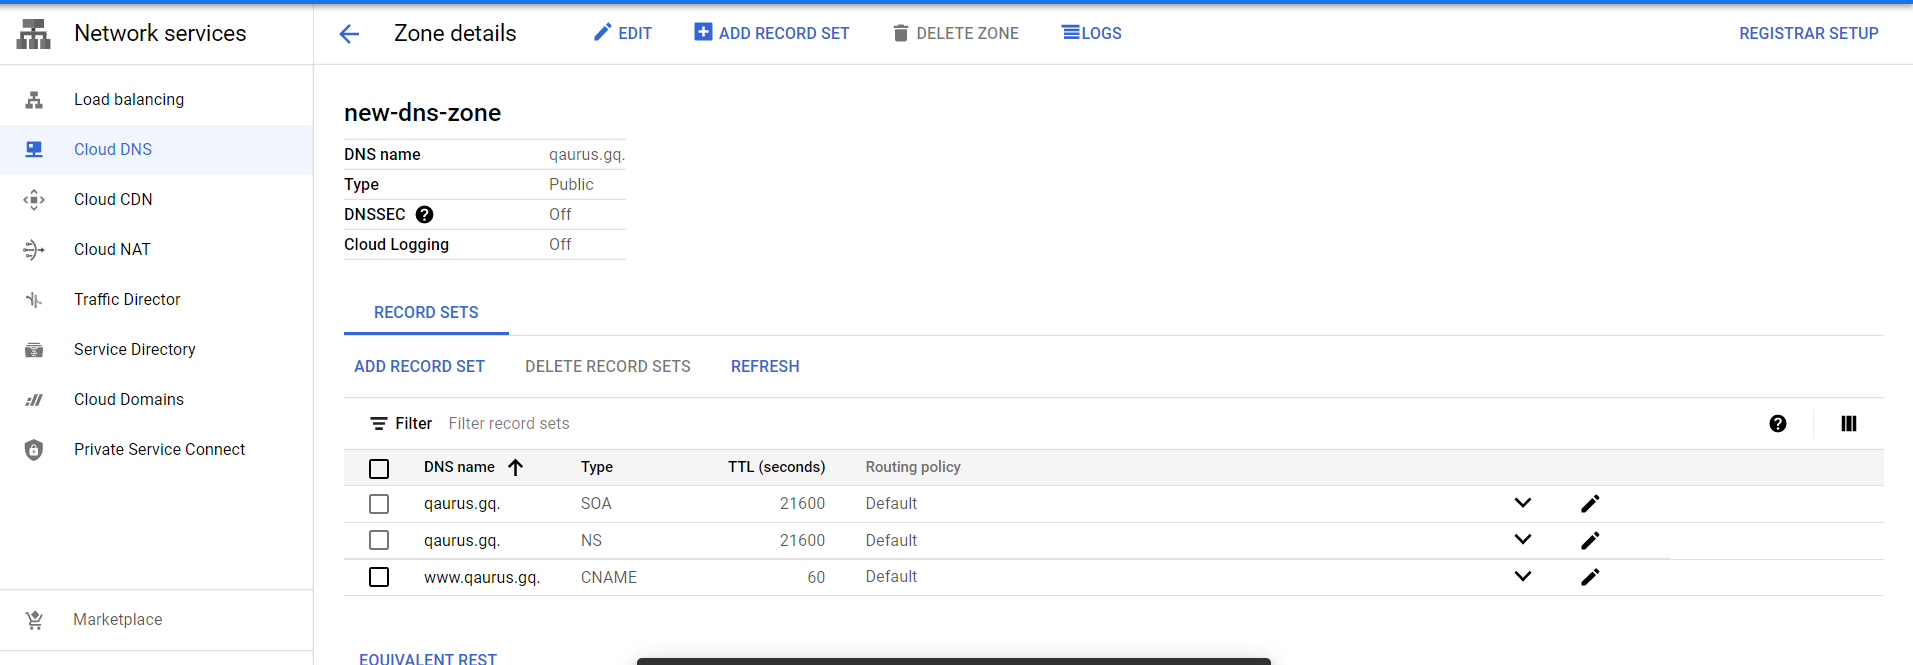 Network services
Zone details
EDIT
ADD RECORD SET
DELETE ZONE
LOGS
REGISTRAR SETUP
Load balancing
Cloud DNS
Cloud CDN
Cloud NAT
Traffic Director
Service Directory
Cloud Domains
Private Service Connect
Marketplace
new-dns-zone
DNS name qaurus.gq.
Type Public
DNSSEC ? Off
Cloud Logging Off
RECORD SETS
ADD RECORD SET DELETE RECORD SETS REFRESH
Filter Filter record sets ?
DNS name Type TTL (seconds) Routing policy
qaurus.gq. SOA 21600 Default
qaurus.gq. NS 21600 Default
www.qaurus.gq. CNAME 60 Default
EQUIVALENT REST